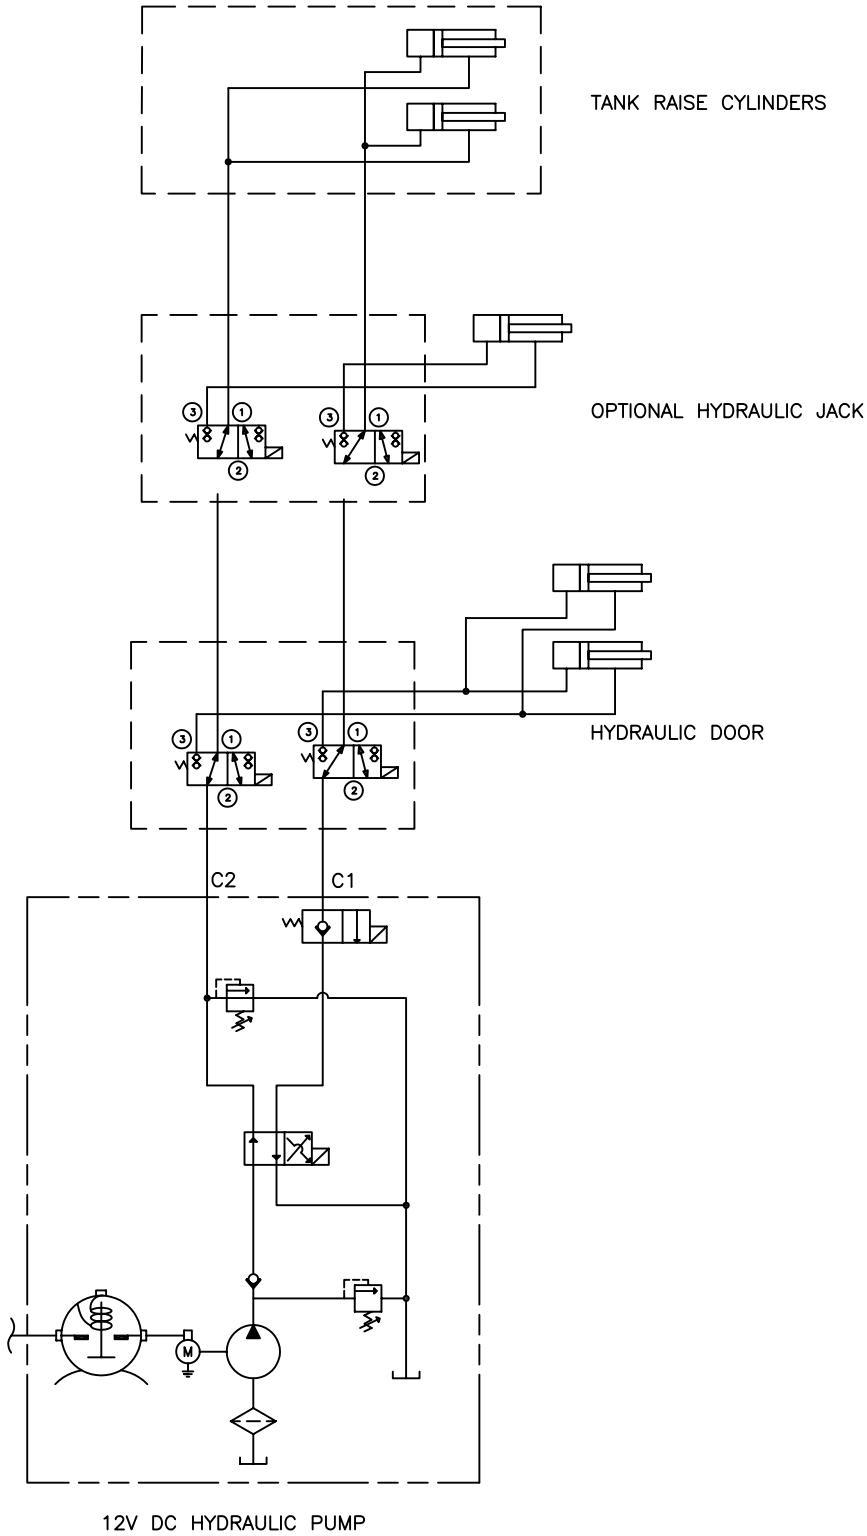 TANK RAISE CYLINDERS
3 1 3 1
OPTIONAL HYDRAULIC JACK
2 2
3 1 3 1
HYDRAULIC DOOR
2 2
C2 C1
M
12V DC HYDRAULIC PUMP